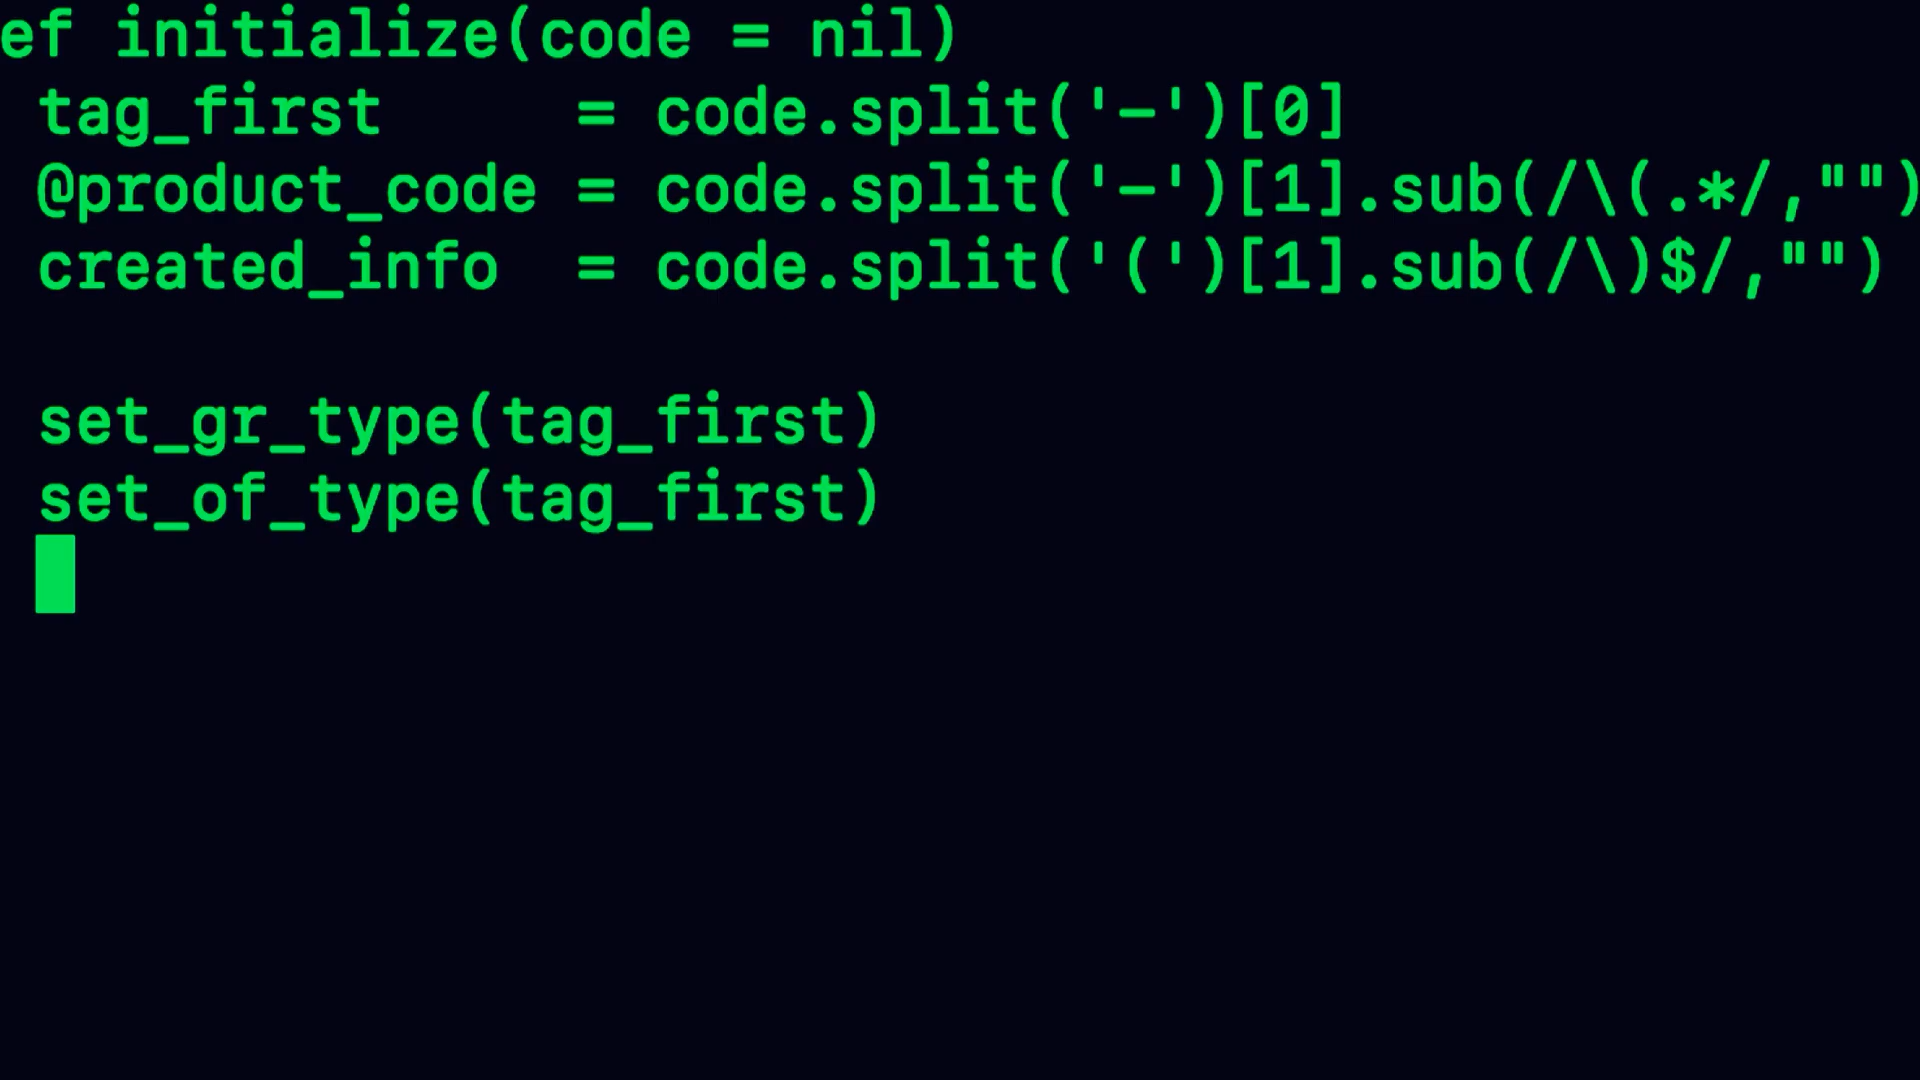 ef initialize(code = nil)
tag_first     = code.split('-')[0]
@product_code = code.split('-')[1].sub(/\(.*/,"")
created_info  = code.split('(')[1].sub(/\)$/,"")
set_gr_type(tag_first)
set_of_type(tag_first)